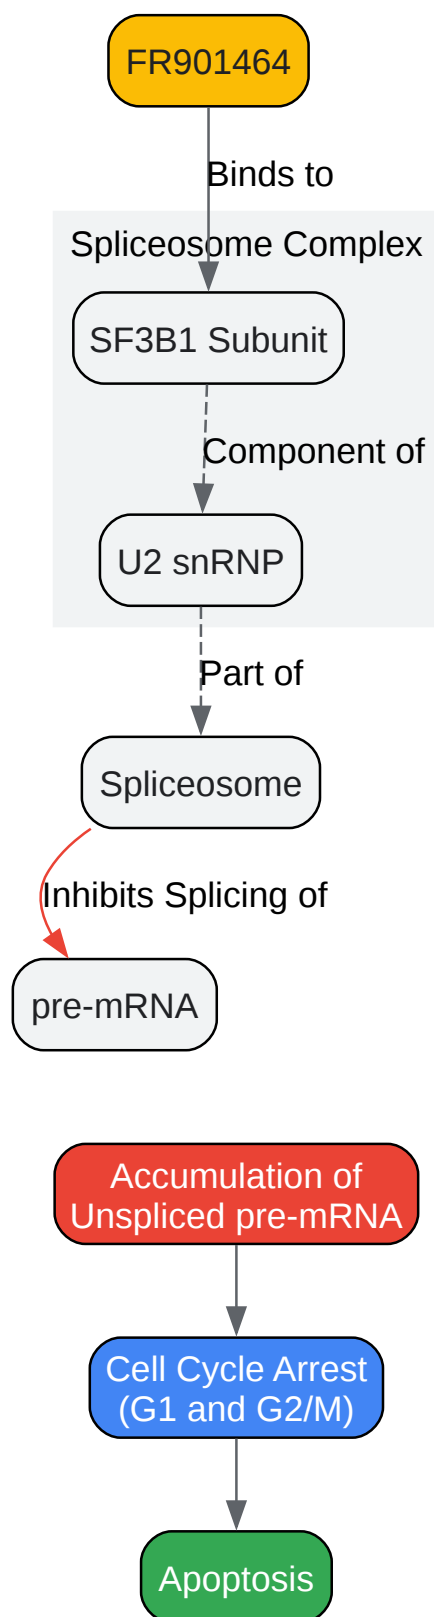 FR901464
Binds to
Spliceosome Complex
SF3B1 Subunit
Component of
U2 snRNP
Part of
Spliceosome
Inhibits Splicing of
pre-mRNA
Accumulation of
Unspliced pre-mRNA
Cell Cycle Arrest
(G1 and G2/M)
Apoptosis